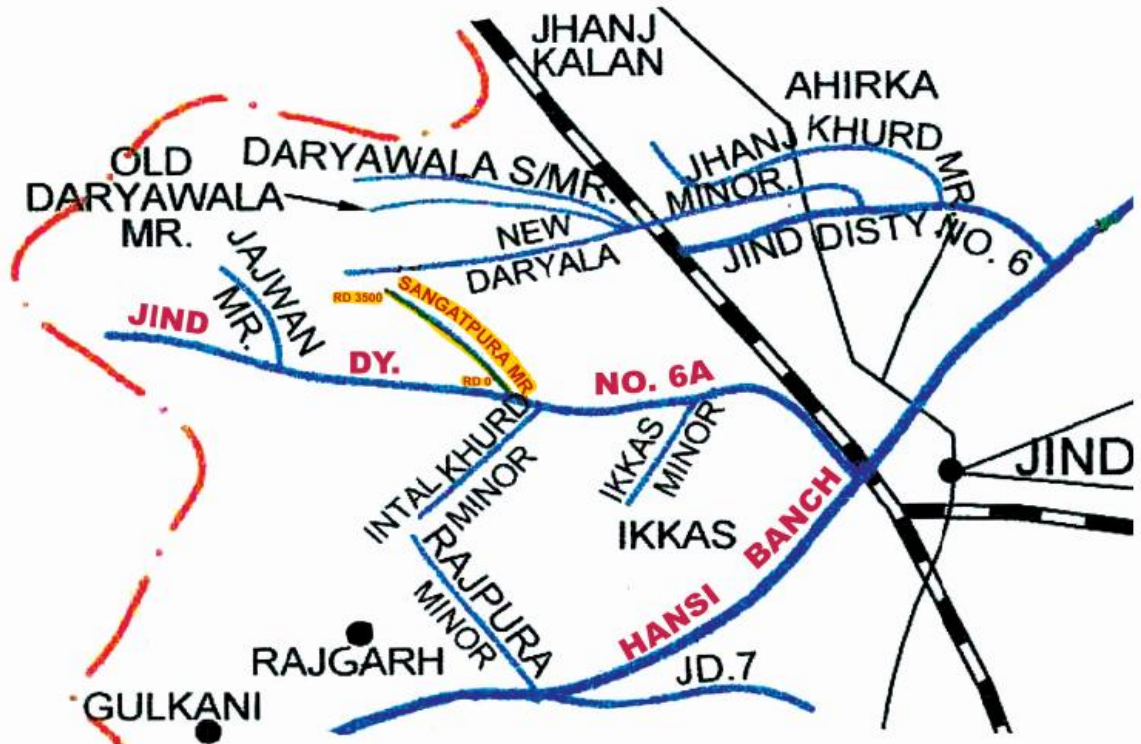 JHANJ
KALAN
AHIRKA
JHANJ KHURD MR.
OLD
DARYAWALA
MR.
DARYAWALA S/MR.
MINOR.
NEW
DARYALA
JIND DISTY NO. 6
JAJWAN
MR.
RD 3500
SANGATPURA MR
RD 0
JIND
DY.
NO. 6A
INTAL KHURD
MINOR
IKKAS
MINOR
IKKAS
JIND
HANSI BANCH
RAJPURA
MINOR
RAJGARH
JD.7
GULKANI